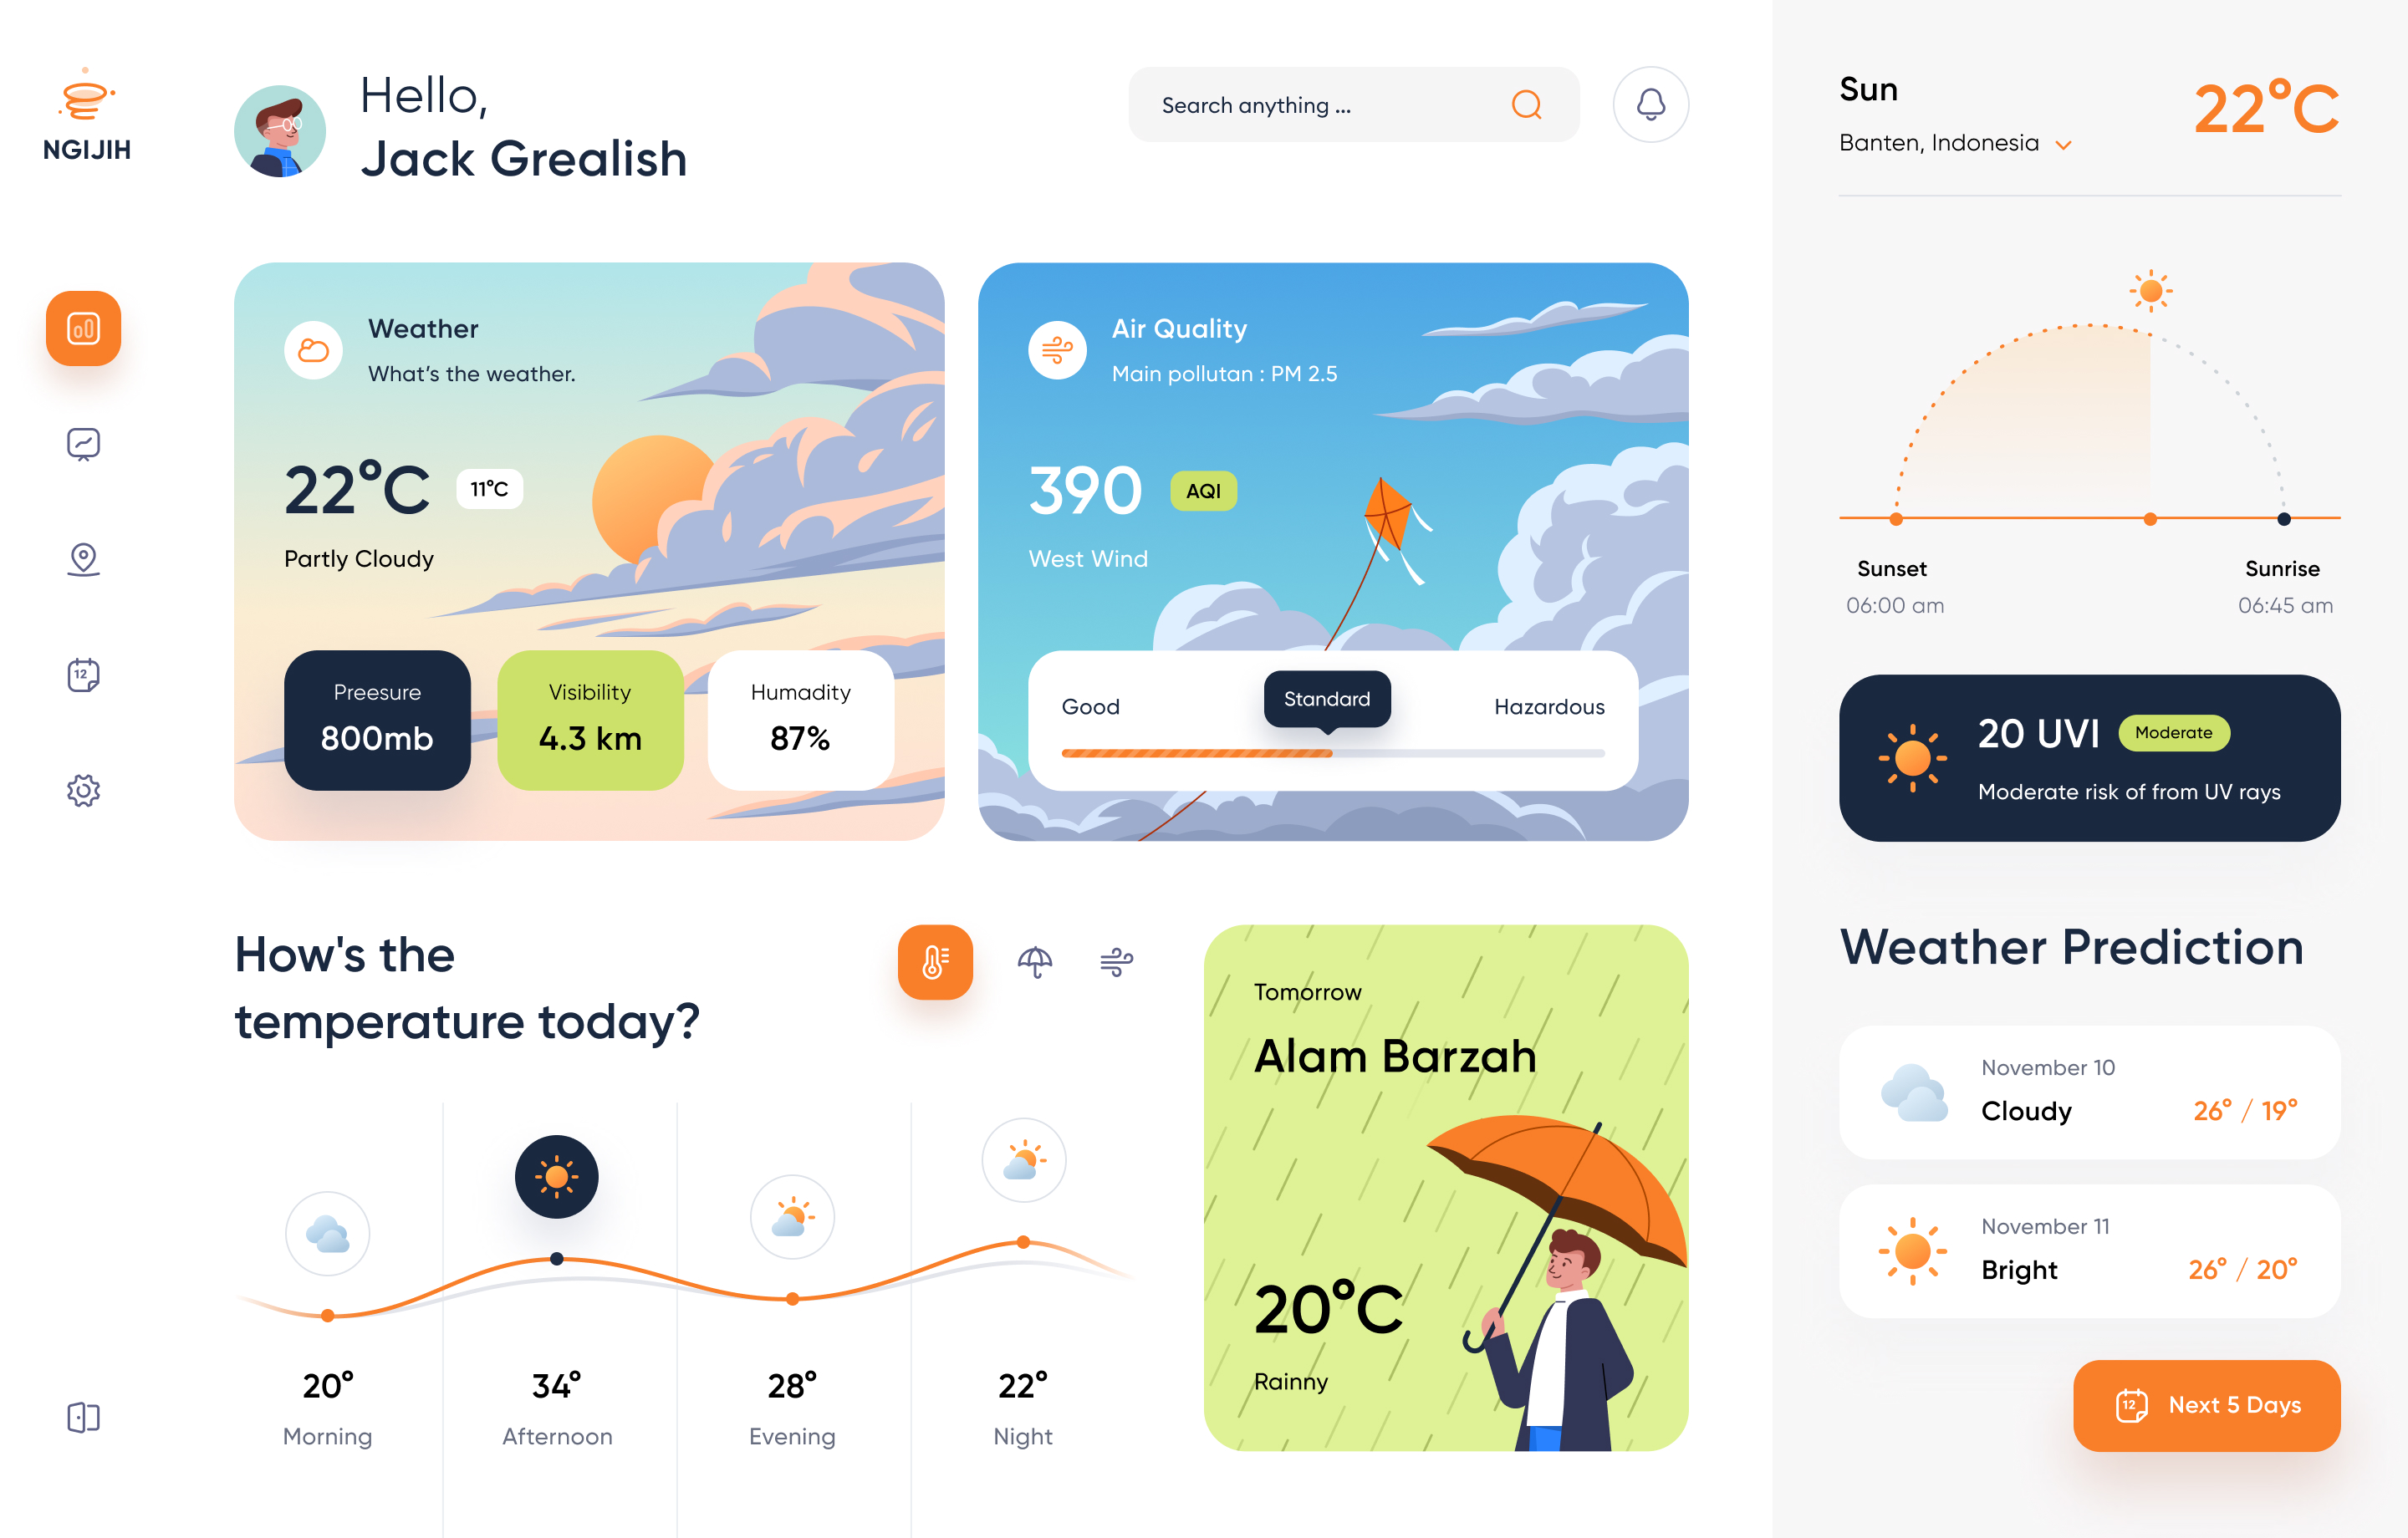 NGIJIH
Hello,
Jack Grealish
Search anything ...
Weather
What's the weather.
22°C
11°C
Partly Cloudy
Preesure
800mb
Visibility
4.3 km
Humadity
87%
Air Quality
Main pollutan : PM 2.5
390
AQI
West Wind
Good
Standard
Hazardous
12
How's the
temperature today?
20°
Morning
34°
Afternoon
28°
Evening
22°
Night
Tomorrow
Alam Barzah
20°C
Rainny
Sun
Banten, Indonesia
22°C
Sunset
06:00 am
Sunrise
06:45 am
20 UVI
Moderate
Moderate risk of from UV rays
Weather Prediction
November 10
Cloudy
26° / 19°
November 11
Bright
26° / 20°
12
Next 5 Days